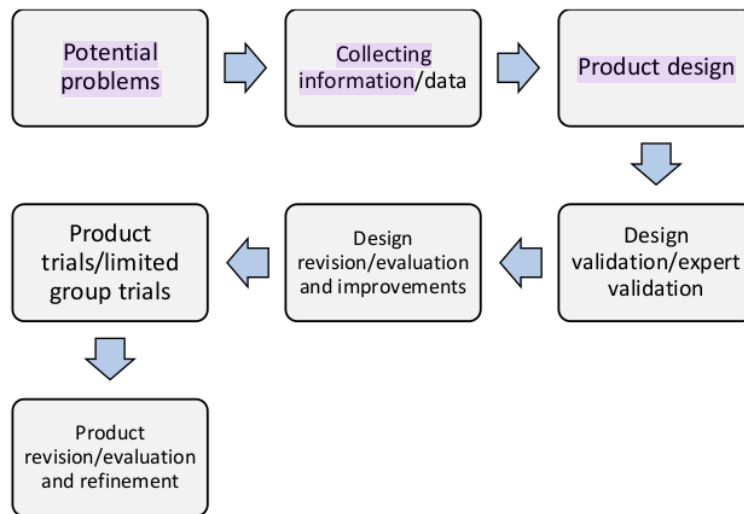 Potential
problems
Collecting
information/data
Product design
Design
validation/expert
validation
Design
revision/evaluation
and improvements
Product
trials/limited
group trials
Product
revision/evaluation
and refinement